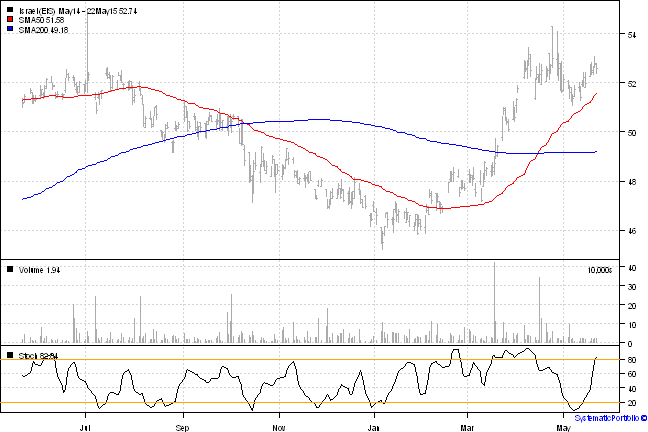 Israel (EIS) May14 - 22May15 52.74
SMA50 51.58
SMA200 49.18
54
52
50
48
46
Volume 1.94
10,000s
40
30
20
10
0
Stoch 82.94
80
60
40
20
Jul Sep Nov Jan Mar May
SystematicPortfolio ©